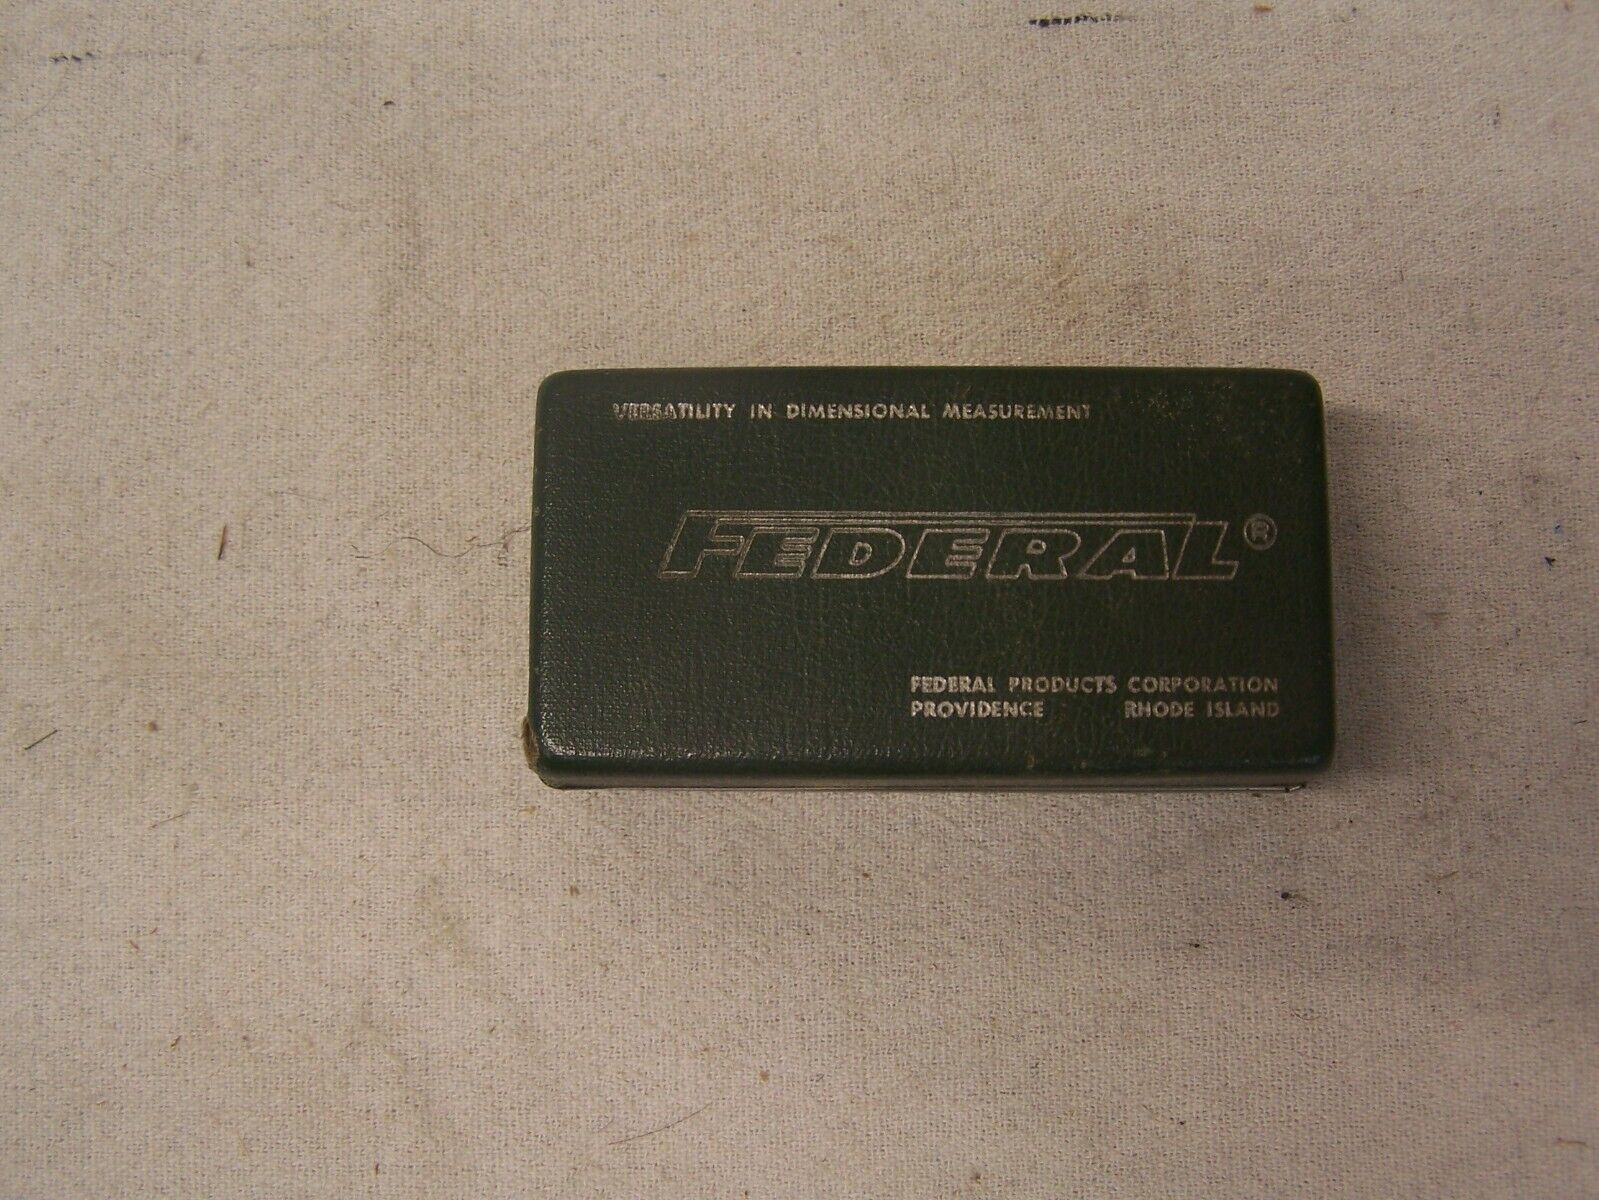 VERSATILITY IN DIMENSIONAL MEASUREMENT
FEDERAL®
FEDERAL PRODUCTS CORPORATION
PROVIDENCE RHODE ISLAND